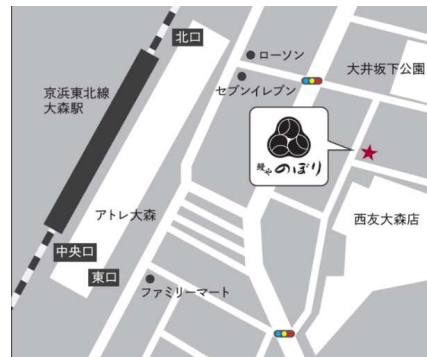 北口
ローソン
大井坂下公園
セブンイレブン
京浜東北線
大森駅
鰻や のぼり
アトレ大森
西友大森店
中央口
東口
ファミリーマート